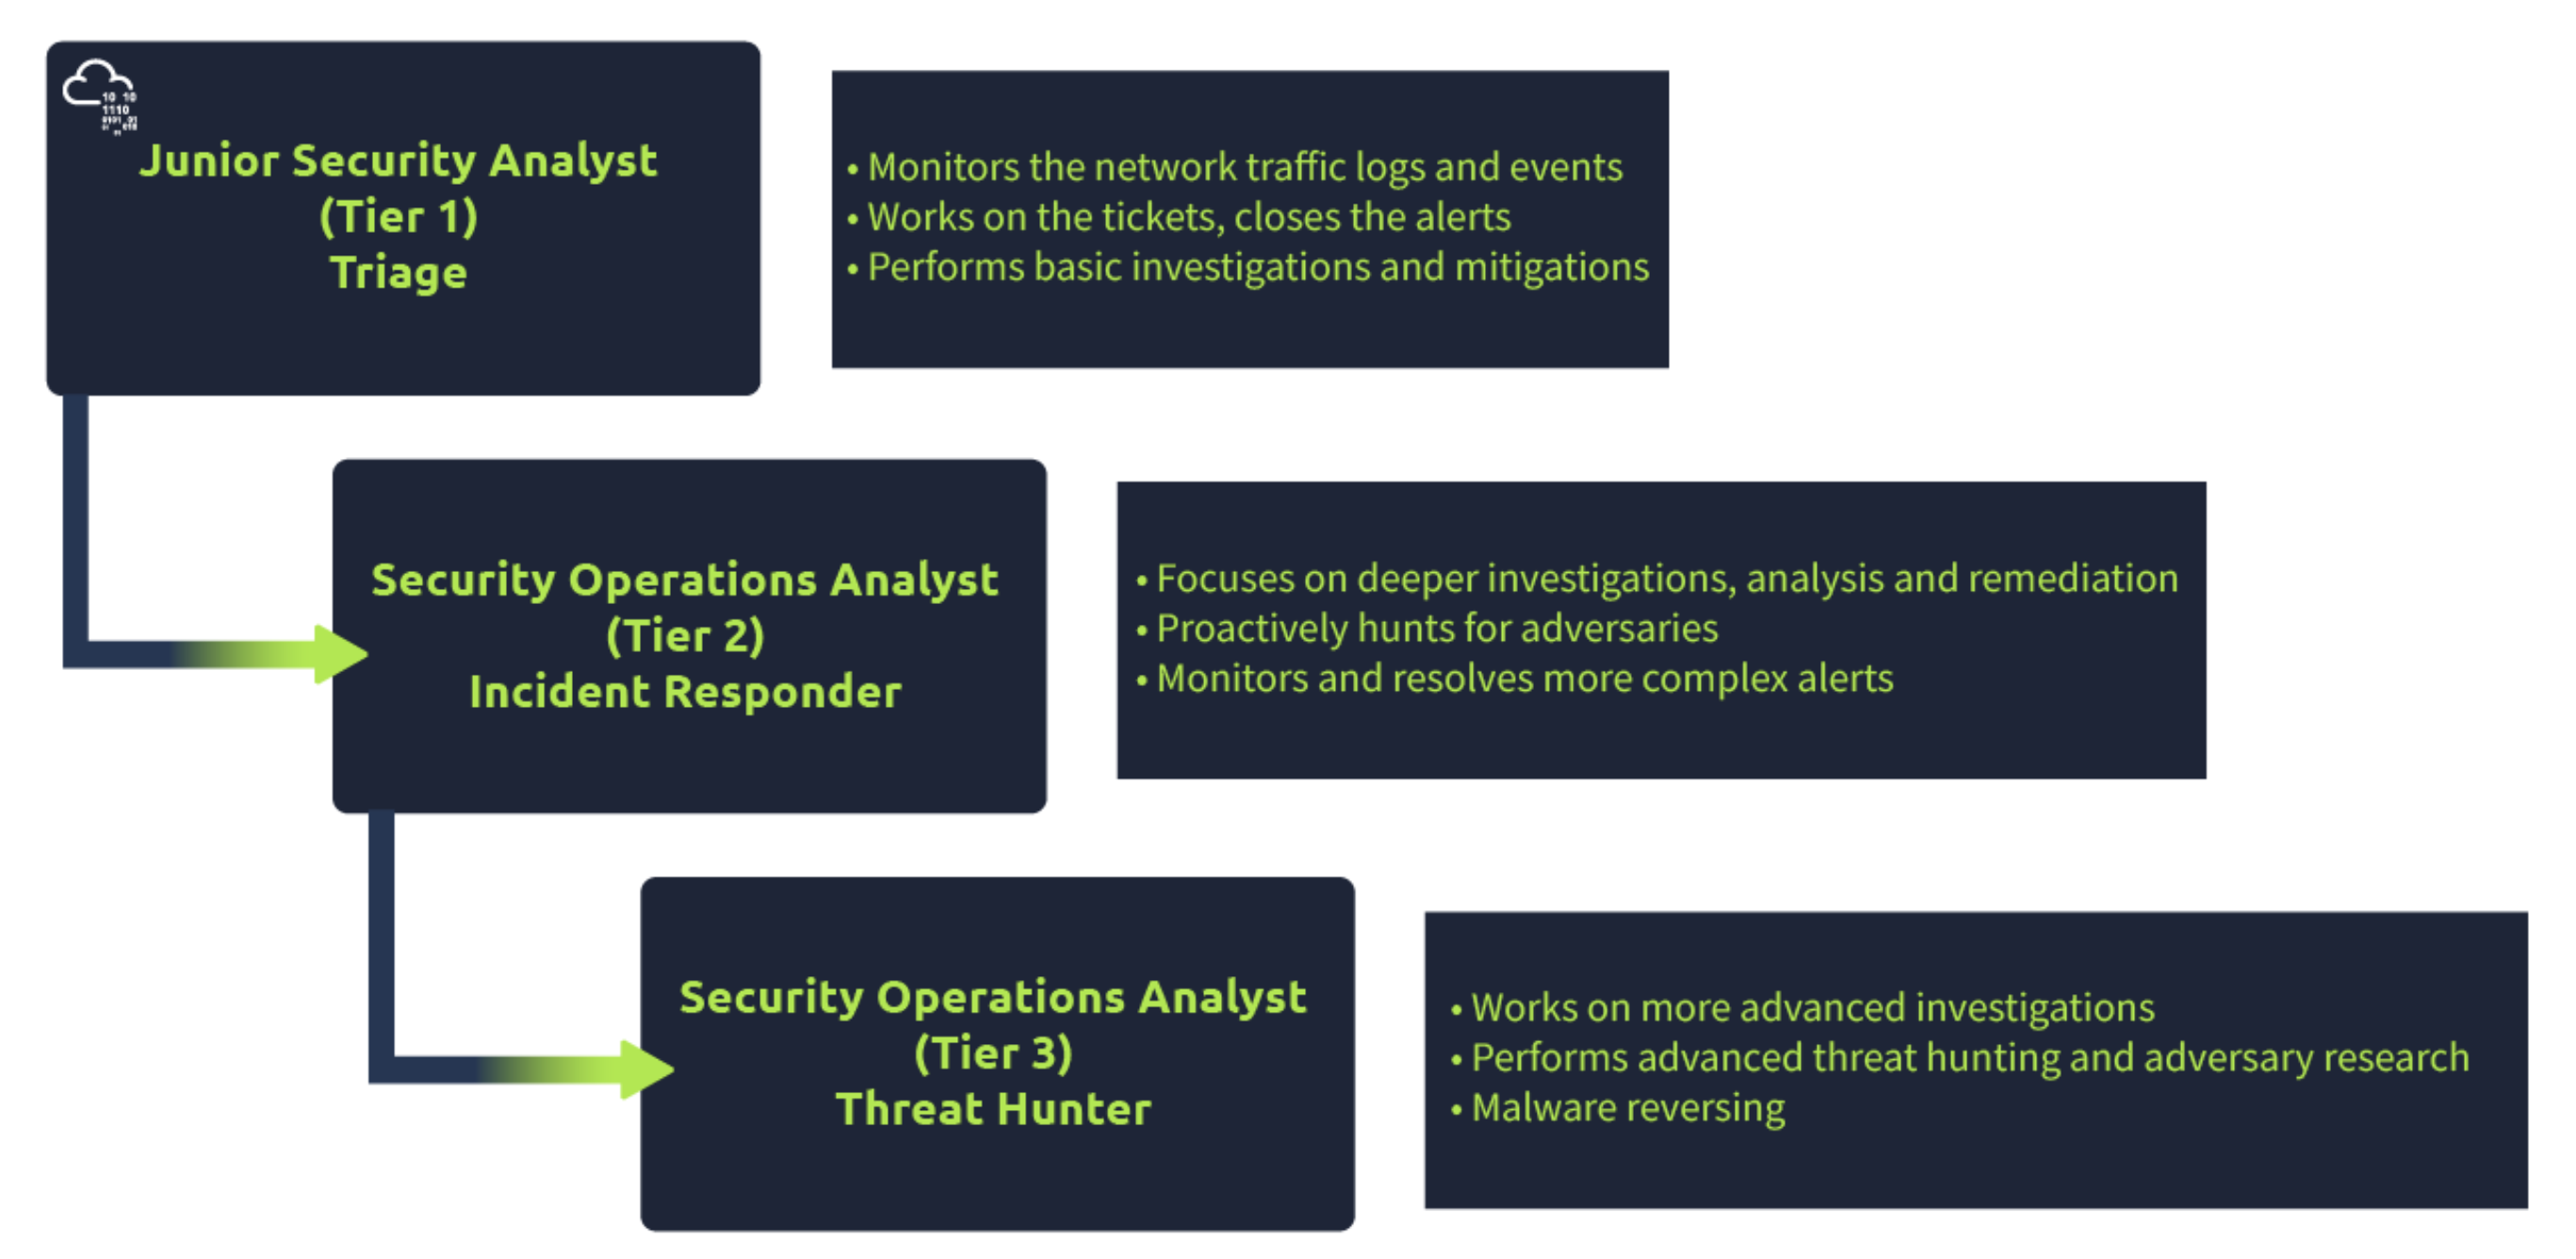 Junior Security Analyst
(Tier 1)
Triage
• Monitors the network traffic logs and events
• Works on the tickets, closes the alerts
• Performs basic investigations and mitigations
Security Operations Analyst
(Tier 2)
Incident Responder
• Focuses on deeper investigations, analysis and remediation
• Proactively hunts for adversaries
• Monitors and resolves more complex alerts
Security Operations Analyst
(Tier 3)
Threat Hunter
• Works on more advanced investigations
• Performs advanced threat hunting and adversary research
• Malware reversing